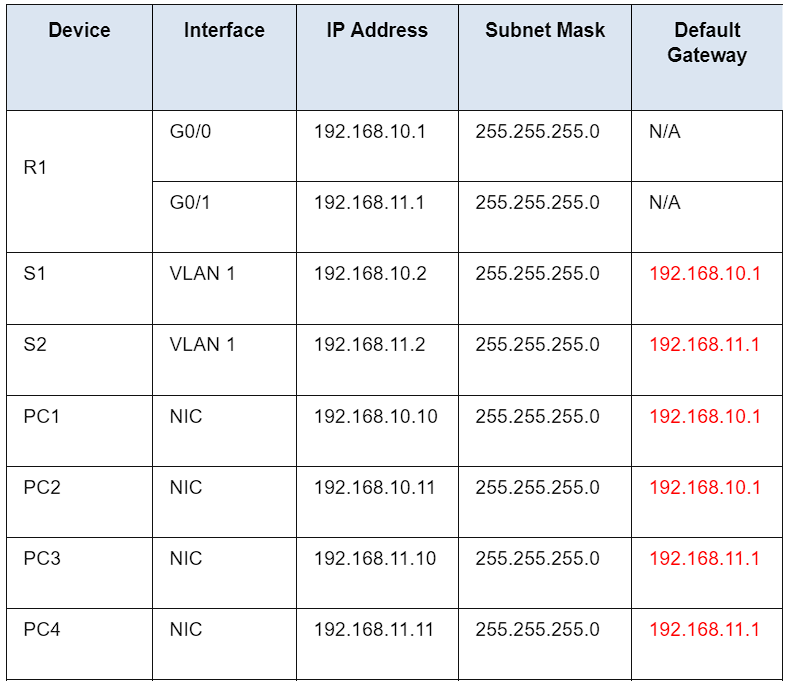 Device Interface IP Address Subnet Mask Default Gateway
R1 G0/0 192.168.10.1 255.255.255.0 N/A
G0/1 192.168.11.1 255.255.255.0 N/A
S1 VLAN 1 192.168.10.2 255.255.255.0 192.168.10.1
S2 VLAN 1 192.168.11.2 255.255.255.0 192.168.11.1
PC1 NIC 192.168.10.10 255.255.255.0 192.168.10.1
PC2 NIC 192.168.10.11 255.255.255.0 192.168.10.1
PC3 NIC 192.168.11.10 255.255.255.0 192.168.11.1
PC4 NIC 192.168.11.11 255.255.255.0 192.168.11.1